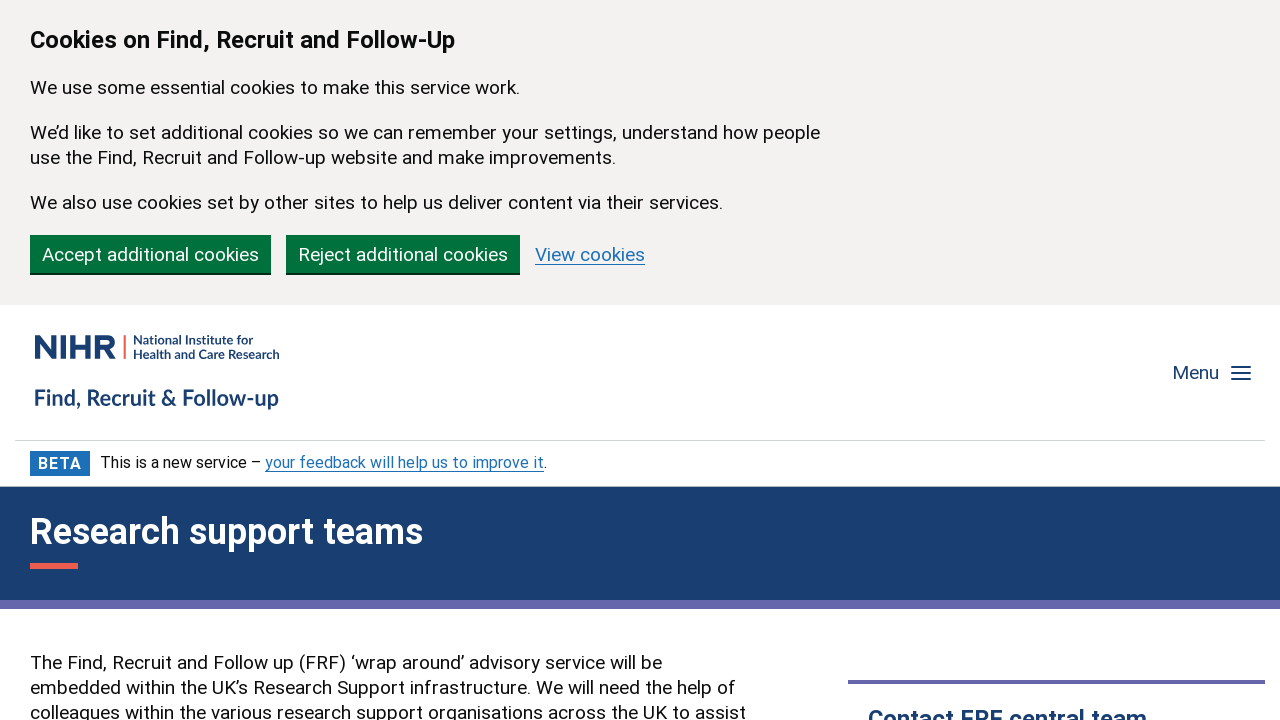 Cookies on Find, Recruit and Follow-Up
We use some essential cookies to make this service work.
We’d like to set additional cookies so we can remember your settings, understand how people
use the Find, Recruit and Follow-up website and make improvements.
We also use cookies set by other sites to help us deliver content via their services.
Accept additional cookies Reject additional cookies View cookies
NIHR | National Institute for
Health and Care Research
Find, Recruit & Follow-up
Menu
BETA This is a new service – your feedback will help us to improve it.
Research support teams
The Find, Recruit and Follow up (FRF) ‘wrap around’ advisory service will be
embedded within the UK’s Research Support infrastructure. We will need the help of
colleagues within the various research support organisations across the UK to assist
Contact FRF central team